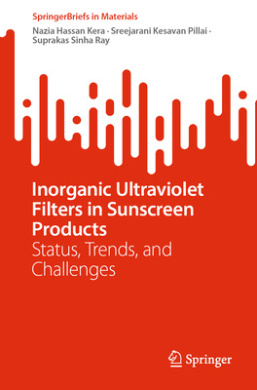 SpringerBriefs in Materials
Nazia Hassan Kera · Sreejarani Kesavan Pillai ·
Suprakas Sinha Ray
Inorganic Ultraviolet
Filters in Sunscreen
Products
Status, Trends, and
Challenges
Springer